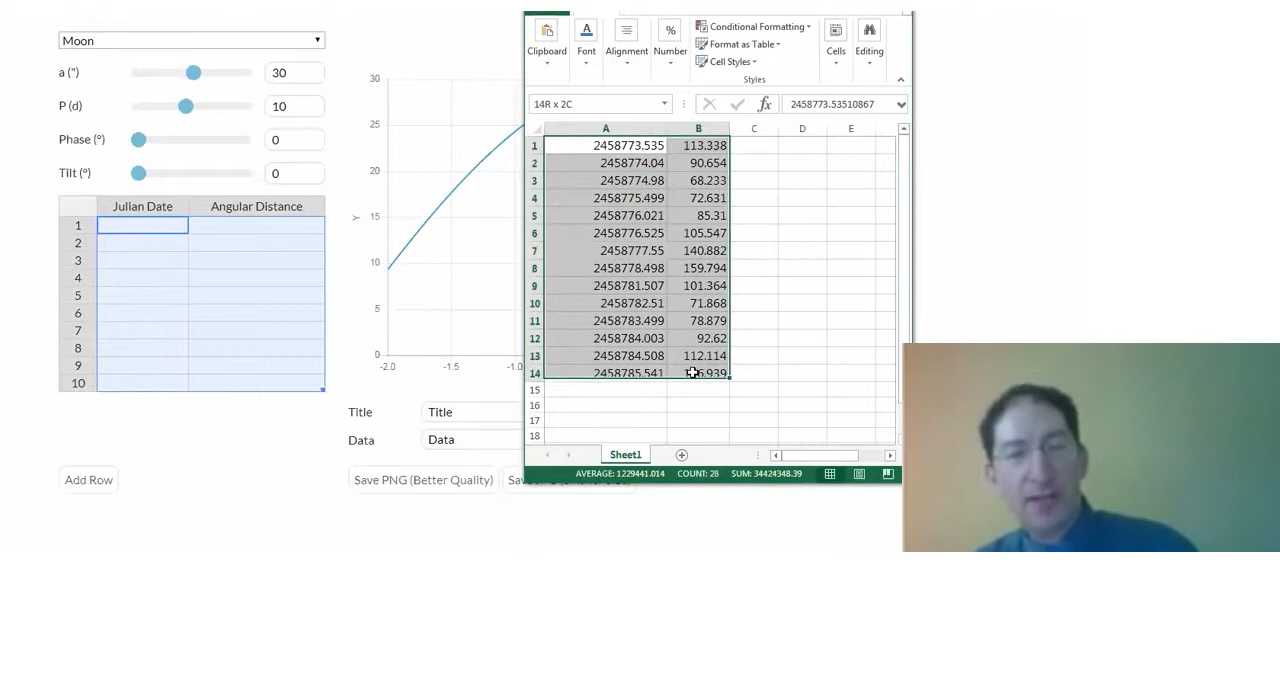 Moon
a (") 30
P (d) 10
Phase (°) 0
Tilt (°) 0
Julian Date Angular Distance
1
2
3
4
5
6
7
8
9
10
Add Row
30
25
20
15
10
5
0
Y
-2.0 -1.5 -1.0
Title Title
Data Data
Save PNG (Better Quality)
Clipboard Font Alignment Number
%
Conditional Formatting
Format as Table
Cell Styles
Styles
Cells Editing
14R x 2C fx 2458773.53510867
A B C D E
1 2458773.535 113.338
2 2458774.04 90.654
3 2458774.98 68.233
4 2458775.499 72.631
5 2458776.021 85.31
6 2458776.525 105.547
7 2458777.55 140.882
8 2458778.498 159.794
9 2458781.507 101.364
10 2458782.51 71.868
11 2458783.499 78.879
12 2458784.003 92.62
13 2458784.508 112.114
14 2458785.541
15
16
17
18
Sheet1
AVERAGE: 1229441.014 COUNT: 28 SUM: 34424348.39